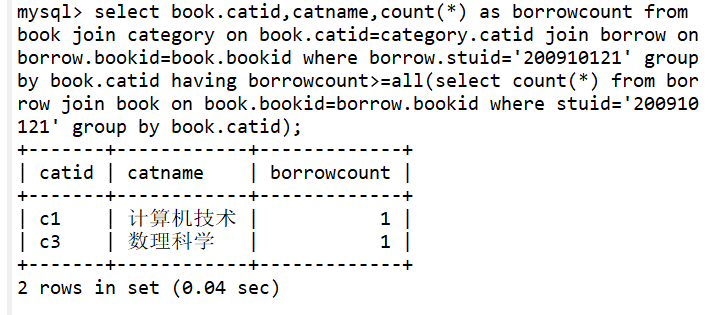 mysql> select book.catid,catname,count(*) as borrowcount from
book join category on book.catid=category.catid join borrow on
borrow.bookid=book.bookid where borrow.stuid='200910121' group
by book.catid having borrowcount>=all(select count(*) from bor
row join book on book.bookid=borrow.bookid where stuid='200910
121' group by book.catid);
+-------+------------+-------------+
| catid | catname | borrowcount |
+-------+------------+-------------+
| c1 | 计算机技术 | 1 |
| c3 | 数理科学 | 1 |
+-------+------------+-------------+
2 rows in set (0.04 sec)